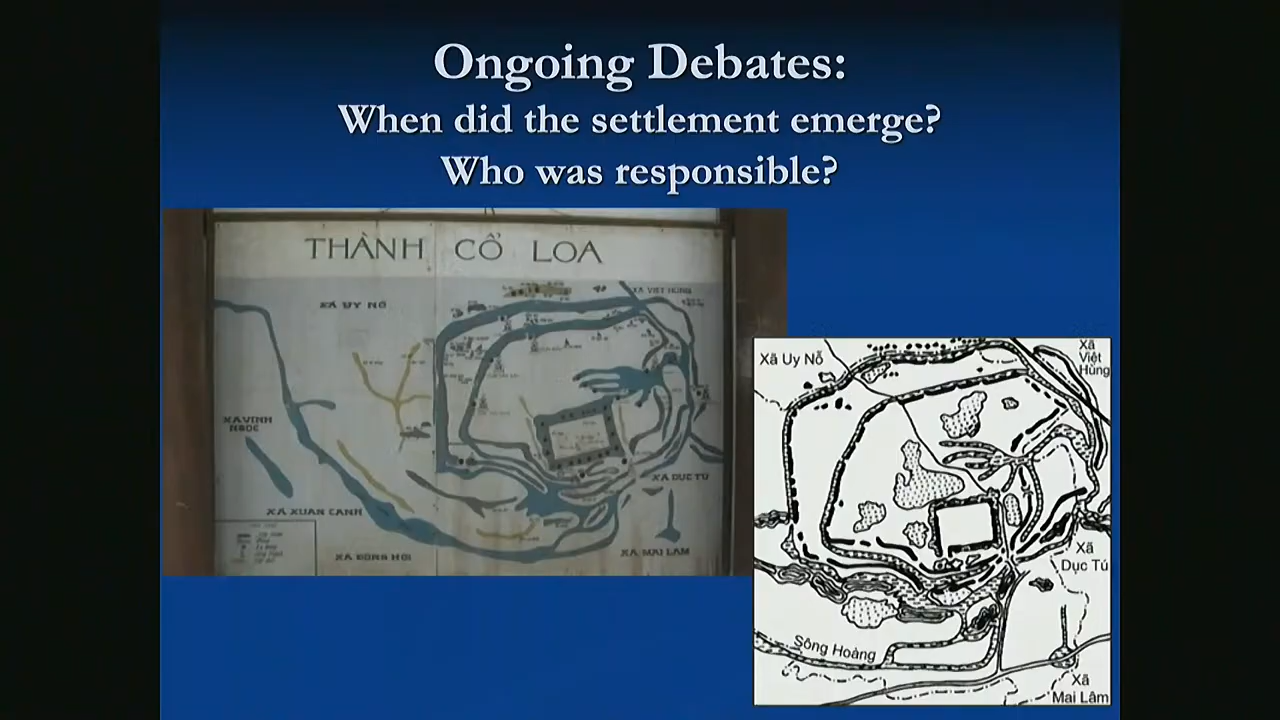 Ongoing Debates:
When did the settlement emerge?
Who was responsible?
THÀNH CỔ LOA
XÃ VIỆT HÙNG
XÃ UY NỖ
XÃ VĨNH
NGỌC
XÃ DỤC TÚ
XÃ XUÂN CANH
XÃ ĐÔNG HỘI
XÃ MAI LÂM
Xã Uy Nỗ
Xã
Việt
Hùng
Xã
Dục Tú
Sông Hoàng
Xã
Mai Lâm